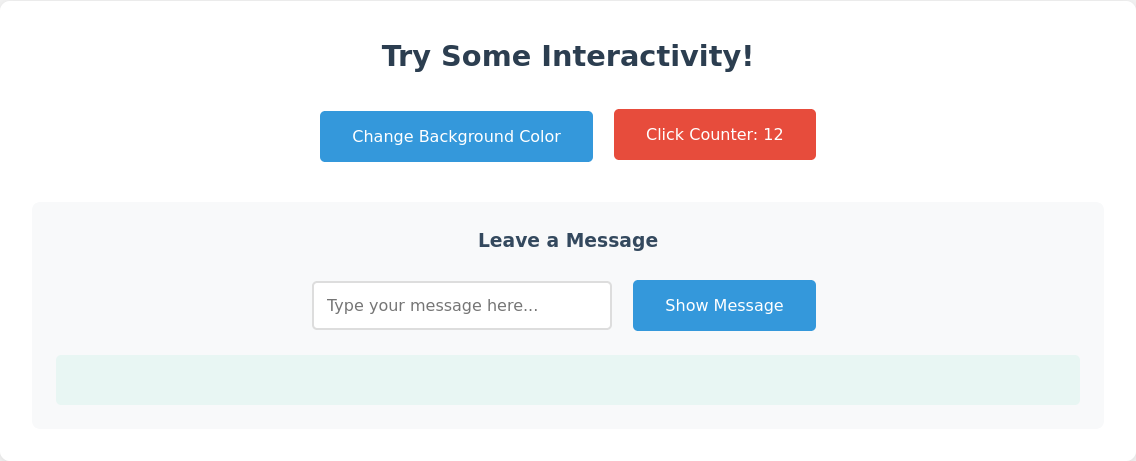 Try Some Interactivity!
Change Background Color
Click Counter: 12
Leave a Message
Type your message here...
Show Message